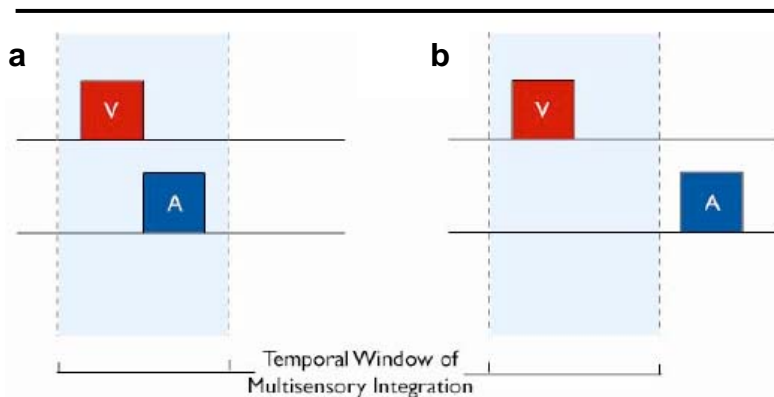 a
b
V
V
A
A
Temporal Window of
Multisensory Integration